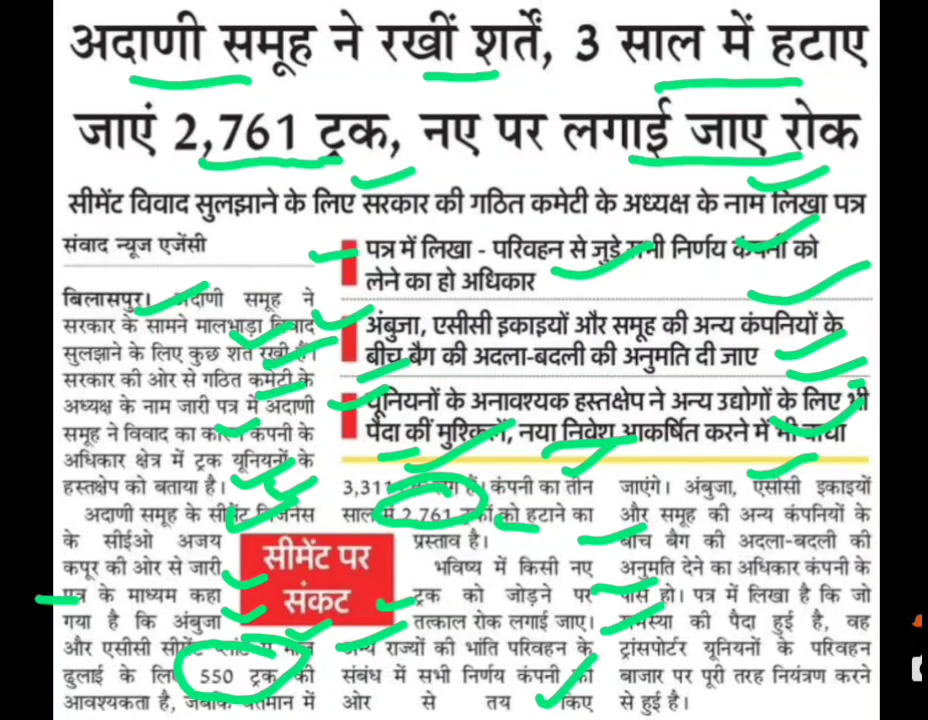 अदाणी समूह ने रखीं शर्तें, 3 साल में हटाए
जाएं 2,761 ट्रक, नए पर लगाई जाए रोक
सीमेंट विवाद सुलझाने के लिए सरकार की गठित कमेटी के अध्यक्ष के नाम लिखा पत्र
संवाद न्यूज एजेंसी
बिलासपुर। अदाणी समूह ने
सरकार के सामने मालभाड़ा विवाद
सुलझाने के लिए कुछ शर्तें रखी हैं।
सरकार की ओर से गठित कमेटी के
अध्यक्ष के नाम जारी पत्र में अदाणी
समूह ने विवाद का कारण कंपनी के
अधिकार क्षेत्र में ट्रक यूनियनों के
हस्तक्षेप को बताया है।
अदाणी समूह के सीमेंट बिजनेस
के सीईओ अजय
कपूर की ओर से जारी
पत्र के माध्यम कहा
गया है कि अंबुजा
और एसीसी सीमेंट प्लांट में माल
ढुलाई के लिए 550 ट्रक की
आवश्यकता है, जबकि वर्तमान में
सीमेंट पर
संकट
पत्र में लिखा - परिवहन से जुड़े सभी निर्णय कंपनी को
लेने का हो अधिकार
अंबुजा, एसीसी इकाइयों और समूह की अन्य कंपनियों के
बीच बैग की अदला-बदली की अनुमति दी जाए
यूनियनों के अनावश्यक हस्तक्षेप ने अन्य उद्योगों के लिए भी
पैदा कीं मुश्किलें, नया निवेश आकर्षित करने में भी बाधा
3,311 हैं। कंपनी का तीन
साल में 2,761 ट्रकों को हटाने का
प्रस्ताव है।
भविष्य में किसी नए
ट्रक को जोड़ने पर
तत्काल रोक लगाई जाए।
अन्य राज्यों की भांति परिवहन के
संबंध में सभी निर्णय कंपनी की
ओर से तय किए
जाएंगे। अंबुजा, एसीसी इकाइयों
और समूह की अन्य कंपनियों के
बीच बैग की अदला-बदली की
अनुमति देने का अधिकार कंपनी के
पास हो। पत्र में लिखा है कि जो
समस्या की पैदा हुई है, वह
ट्रांसपोर्टर यूनियनों के परिवहन
बाजार पर पूरी तरह नियंत्रण करने
से हुई है।